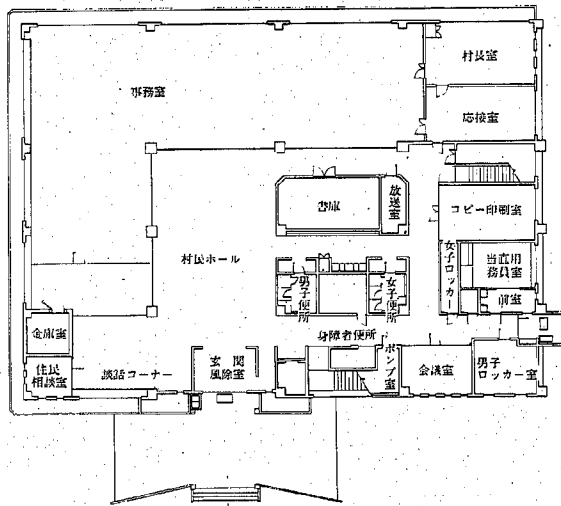 村長室
事務室
応接室
書庫
放送室
コピー印刷室
村民ホール
女子ロッカー
当直用
務員室
男子便所
女子便所
前室
金庫室
身障者便所
玄関
風除室
ポンプ室
住民
相談室
談話コーナー
会議室
男子
ロッカー室